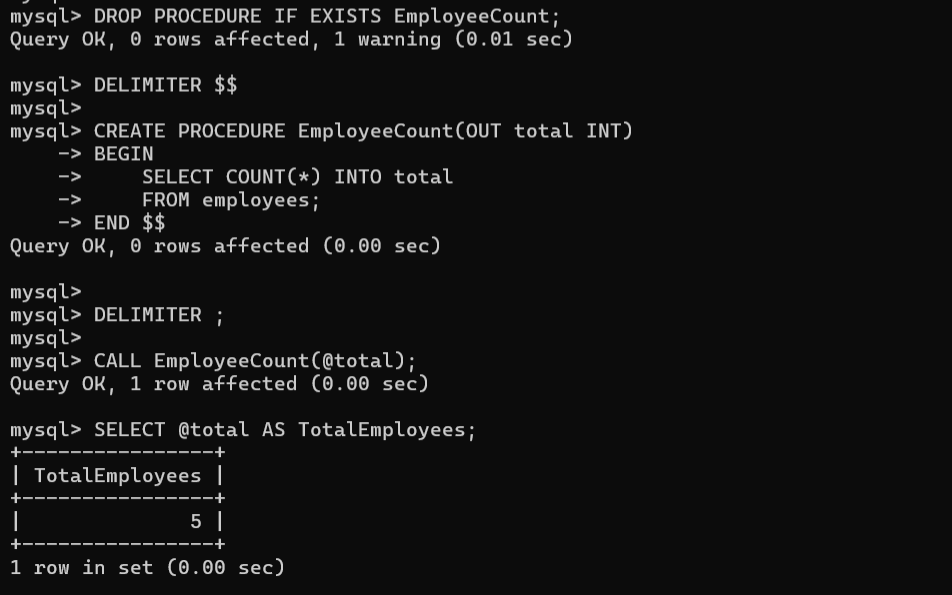 mysql> DROP PROCEDURE IF EXISTS EmployeeCount;
Query OK, 0 rows affected, 1 warning (0.01 sec)

mysql> DELIMITER $$
mysql>
mysql> CREATE PROCEDURE EmployeeCount(OUT total INT)
    -> BEGIN
    ->     SELECT COUNT(*) INTO total
    ->     FROM employees;
    -> END $$
Query OK, 0 rows affected (0.00 sec)

mysql>
mysql> DELIMITER ;
mysql>
mysql> CALL EmployeeCount(@total);
Query OK, 1 row affected (0.00 sec)

mysql> SELECT @total AS TotalEmployees;
+----------------+
| TotalEmployees |
+----------------+
|              5 |
+----------------+
1 row in set (0.00 sec)